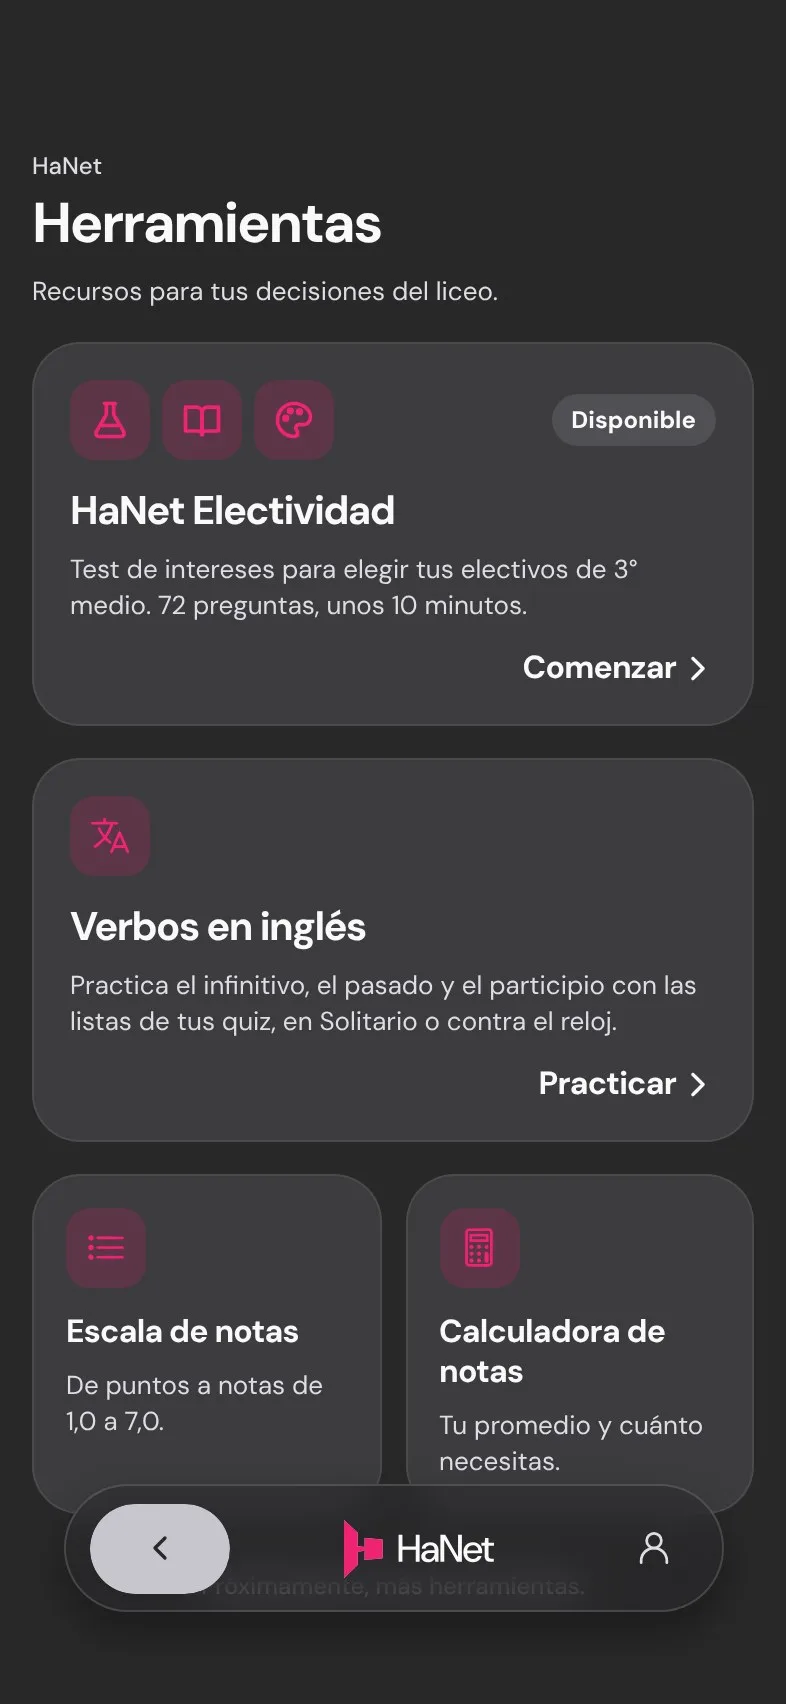 HaNet
Herramientas
Recursos para tus decisiones del liceo.
Disponible
HaNet Electividad
Test de intereses para elegir tus electivos de 3°
medio. 72 preguntas, unos 10 minutos.
Comenzar
Verbos en inglés
Practica el infinitivo, el pasado y el participio con las
listas de tus quiz, en Solitario o contra el reloj.
Practicar
Escala de notas
De puntos a notas de
1,0 a 7,0.
Calculadora de
notas
Tu promedio y cuánto
necesitas.
HaNet
Próximamente, más herramientas.